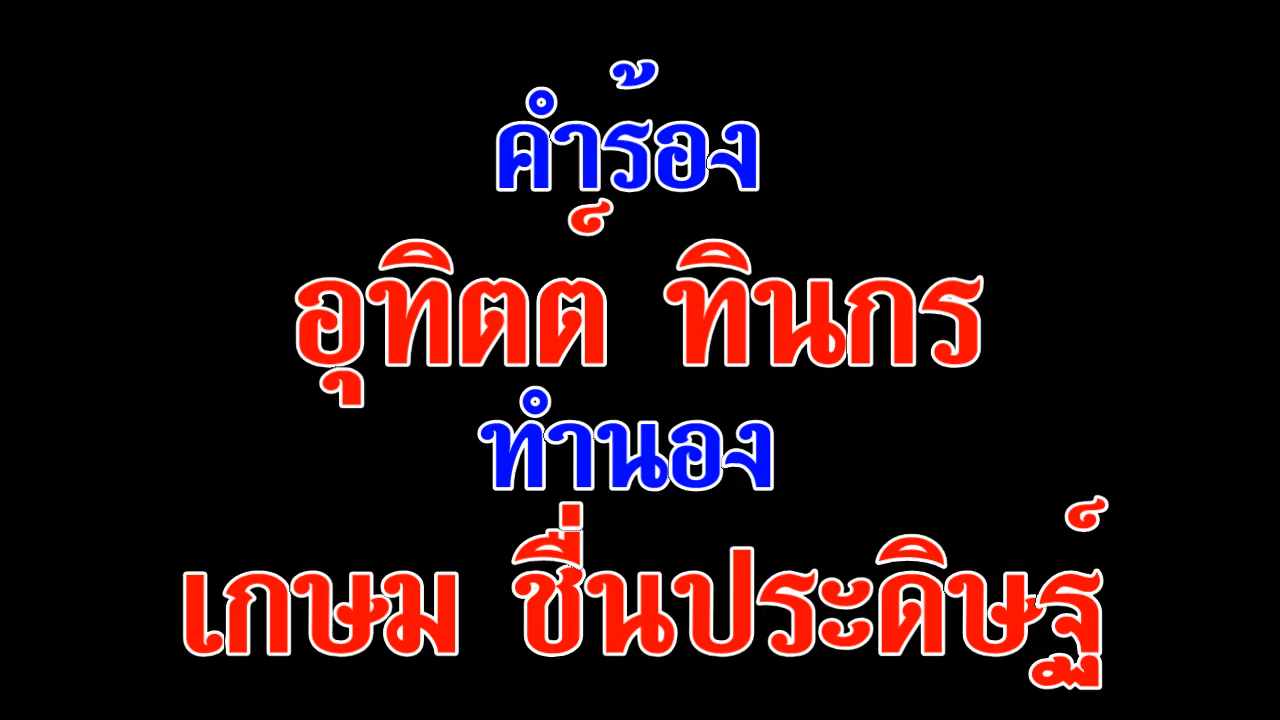 คำร้อง
อุทิตต์ ทินกร
ทำนอง
เกษม ชื่นประดิษฐ์